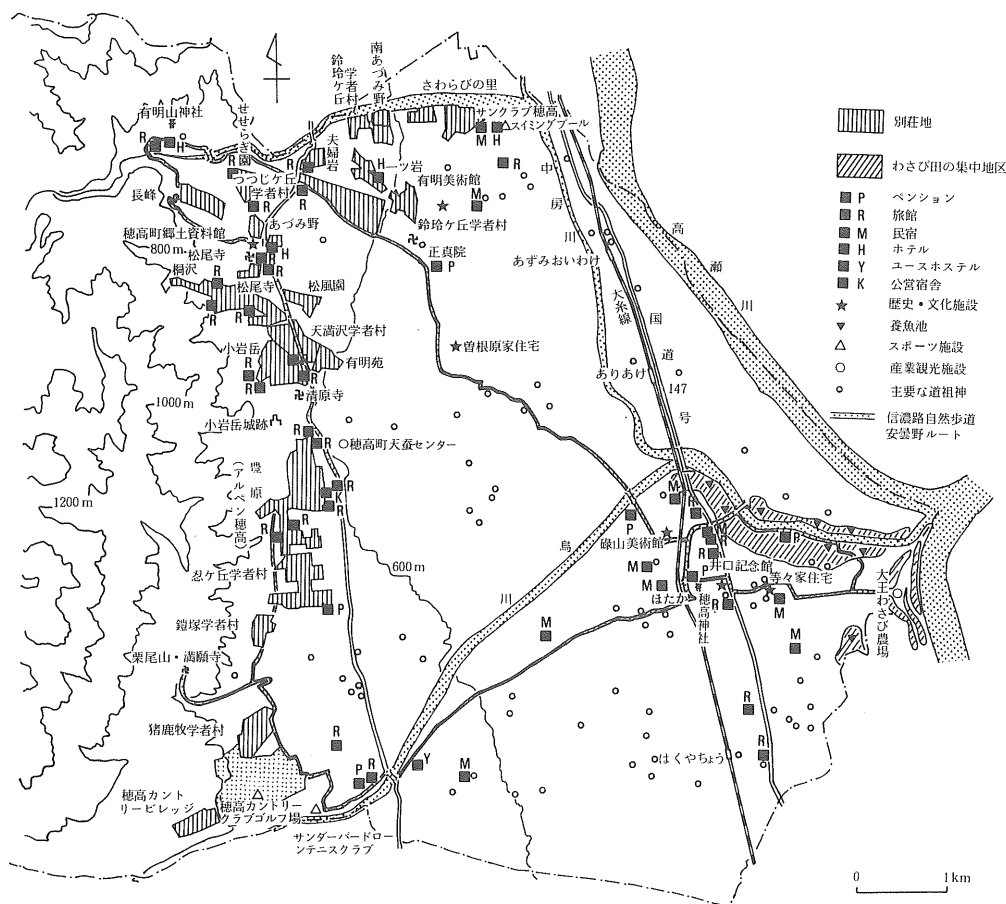 南あづみ野
鈴玲ケ丘
学者村
さわらびの里
有明山神社
せせらぎ園
サンクラブ穂高
スイミングプール
夫婦岩
一ツ岩
つつじケ丘
学者村
有明美術館
長峰
あづみ野
鈴玲ケ丘学者村
穂高町郷土資料館
800m
松尾寺
正真院
桐沢
松尾寺
松風園
天満沢学者村
曽根原家住宅
小岩岳
有明苑
清原寺
1000m
小岩岳城跡
穂高町天蚕センター
豊原
(アルペン穂高)
1200m
600m
忍ケ丘学者村
鎧塚学者村
栗尾山・満願寺
猪鹿牧学者村
穂高カント
リービレッジ
穂高カントリー
クラブゴルフ場
サンダーバードロー
ンテニスクラブ
中房川
高瀬川
あずみおいわけ
大糸線
国道147号
ありあけ
烏川
碌山美術館
井口記念館
等々家住宅
ほたか
穂高神社
大王わさび農場
はくやちょう
別荘地
わさび田の集中地区
P ペンション
R 旅館
M 民宿
H ホテル
Y ユースホステル
K 公営宿舎
歴史・文化施設
養魚池
スポーツ施設
産業観光施設
主要な道祖神
信濃路自然歩道
安曇野ルート
0 1km